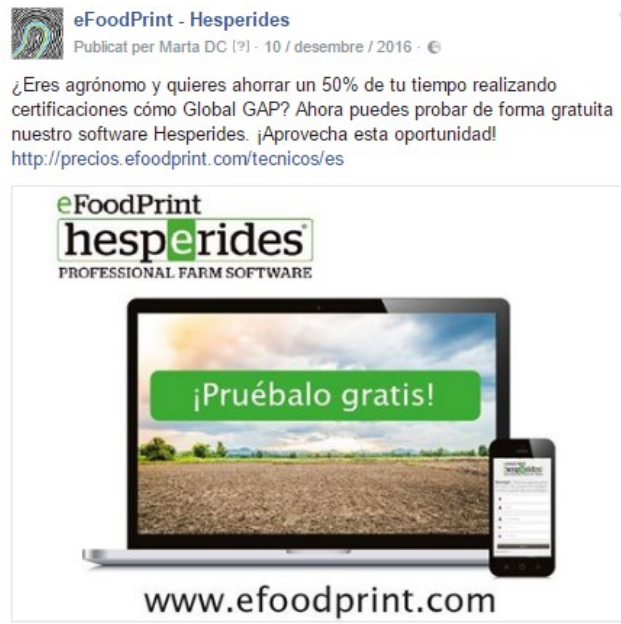 eFoodPrint - Hesperides
Publicat per Marta DC [?] · 10 / desembre / 2016 ·
¿Eres agrónomo y quieres ahorrar un 50% de tu tiempo realizando
certificaciones cómo Global GAP? Ahora puedes probar de forma gratuita
nuestro software Hesperides. ¡Aprovecha esta oportunidad!
http://precios.efoodprint.com/tecnicos/es
eFoodPrint
hesperides
PROFESSIONAL FARM SOFTWARE
¡Pruébalo gratis!
hesperides
www.efoodprint.com